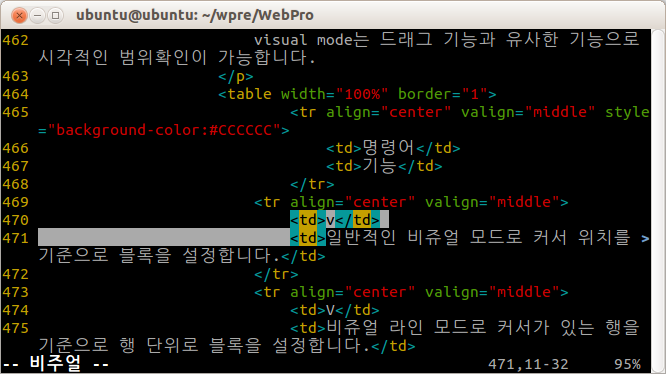 ubuntu@ubuntu: ~/wpre/WebPro
462 visual mode는 드래그 기능과 유사한 기능으로
시각적인 범위확인이 가능합니다.
463 </p>
464 <table width="100%" border="1">
465 <tr align="center" valign="middle" style
="background-color:#CCCCCC">
466 <td>명령어</td>
467 <td>기능</td>
468 </tr>
469 <tr align="center" valign="middle">
470 <td>v</td>
471 <td>일반적인 비쥬얼 모드로 커서 위치를 >
기준으로 블록을 설정합니다.</td>
472 </tr>
473 <tr align="center" valign="middle">
474 <td>V</td>
475 <td>비쥬얼 라인 모드로 커서가 있는 행을
기준으로 행 단위로 블록을 설정합니다.</td>
-- 비주얼 -- 471,11-32 95%